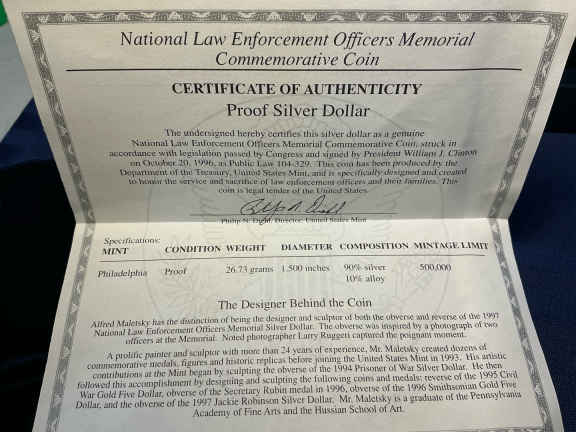 National Law Enforcement Officers Memorial
Commemorative Coin
CERTIFICATE OF AUTHENTICITY
Proof Silver Dollar
The undersigned hereby certifies this silver dollar as a genuine
National Law Enforcement Officers Memorial Commemorative Coin, struck in
accordance with legislation passed by Congress and signed by President William J. Clinton
on October 20, 1996, as Public Law 104-329. This coin has been produced by the
Department of the Treasury, United States Mint, and is specifically designed and created
to honor the service and sacrifice of law enforcement officers and their families. This
coin is legal tender of the United States.
Philip N. Diehl, Director, United States Mint
Specifications:
MINT CONDITION WEIGHT DIAMETER COMPOSITION MINTAGE LIMIT
Philadelphia Proof 26.73 grams 1.500 inches 90% silver 500,000
10% alloy
The Designer Behind the Coin
Alfred Maletsky has the distinction of being the designer and sculptor of both the obverse and reverse of the 1997
National Law Enforcement Officers Memorial Silver Dollar. The obverse was inspired by a photograph of two
officers at the Memorial. Noted photographer Larry Ruggeri captured the poignant moment.
A prolific painter and sculptor with more than 24 years of experience, Mr. Maletsky created dozens of
commemorative medals, figures and historic replicas before joining the United States Mint in 1993. His artistic
contributions at the Mint began by sculpting the obverse of the 1994 Prisoner of War Silver Dollar. He then
followed this accomplishment by designing and sculpting the following coins and medals: reverse of the 1995 Civil
War Gold Five Dollar, obverse of the Secretary Rubin medal in 1996, obverse of the 1996 Smithsonian Gold Five
Dollar, and the obverse of the 1997 Jackie Robinson Silver Dollar. Mr. Maletsky is a graduate of the Pennsylvania
Academy of Fine Arts and the Hussian School of Art.